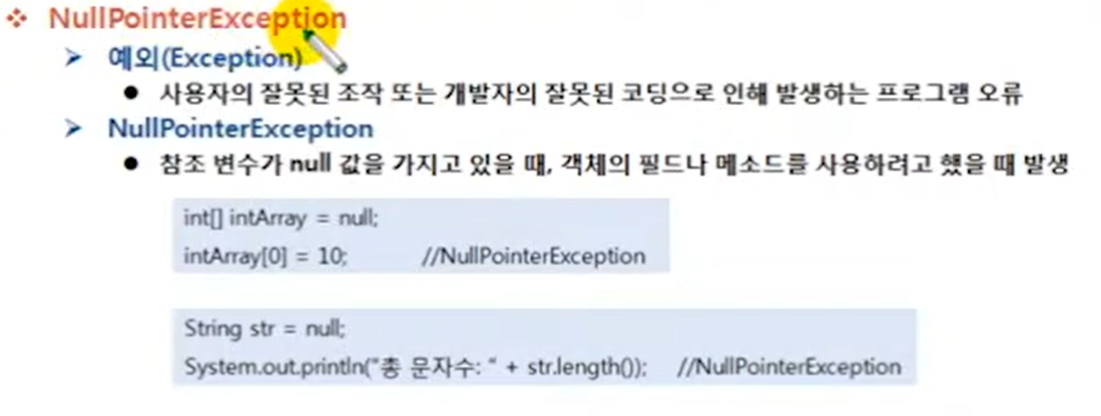 ❖ NullPointerException
➤ 예외(Exception)
● 사용자의 잘못된 조작 또는 개발자의 잘못된 코딩으로 인해 발생하는 프로그램 오류
➤ NullPointerException
● 참조 변수가 null 값을 가지고 있을 때, 객체의 필드나 메소드를 사용하려고 했을 때 발생
int[] intArray = null;
intArray[0] = 10; //NullPointerException
String str = null;
System.out.println("총 문자수: " + str.length()); //NullPointerException